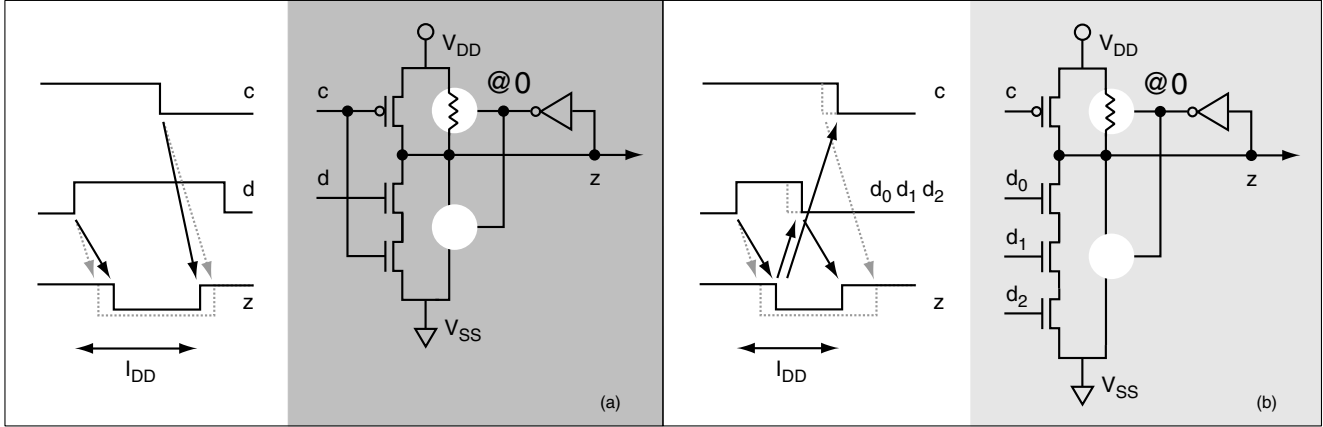 c
d
z
I_DD
V_DD
@0
c
d
z
V_SS
(a)
c
d_0 d_1 d_2
z
I_DD
V_DD
@0
c
z
d_0
d_1
d_2
V_SS
(b)